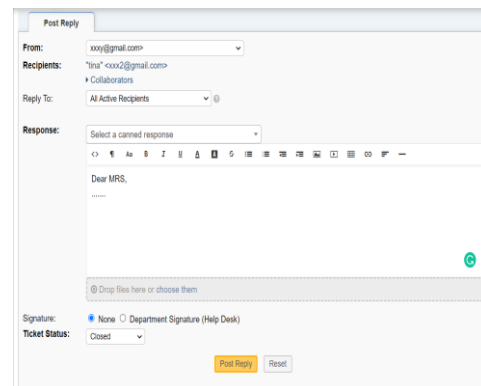 Post Reply
From: xxxy@gmail.com>
Recipients: "tina" <xxx2@gmail.com>
Collaborators
Reply To: All Active Recipients
Response: Select a canned response
<> ¶ Aa B I U A A S
Dear MRS,
.......
Drop files here or choose them
Signature: None Department Signature (Help Desk)
Ticket Status: Closed
Post Reply Reset